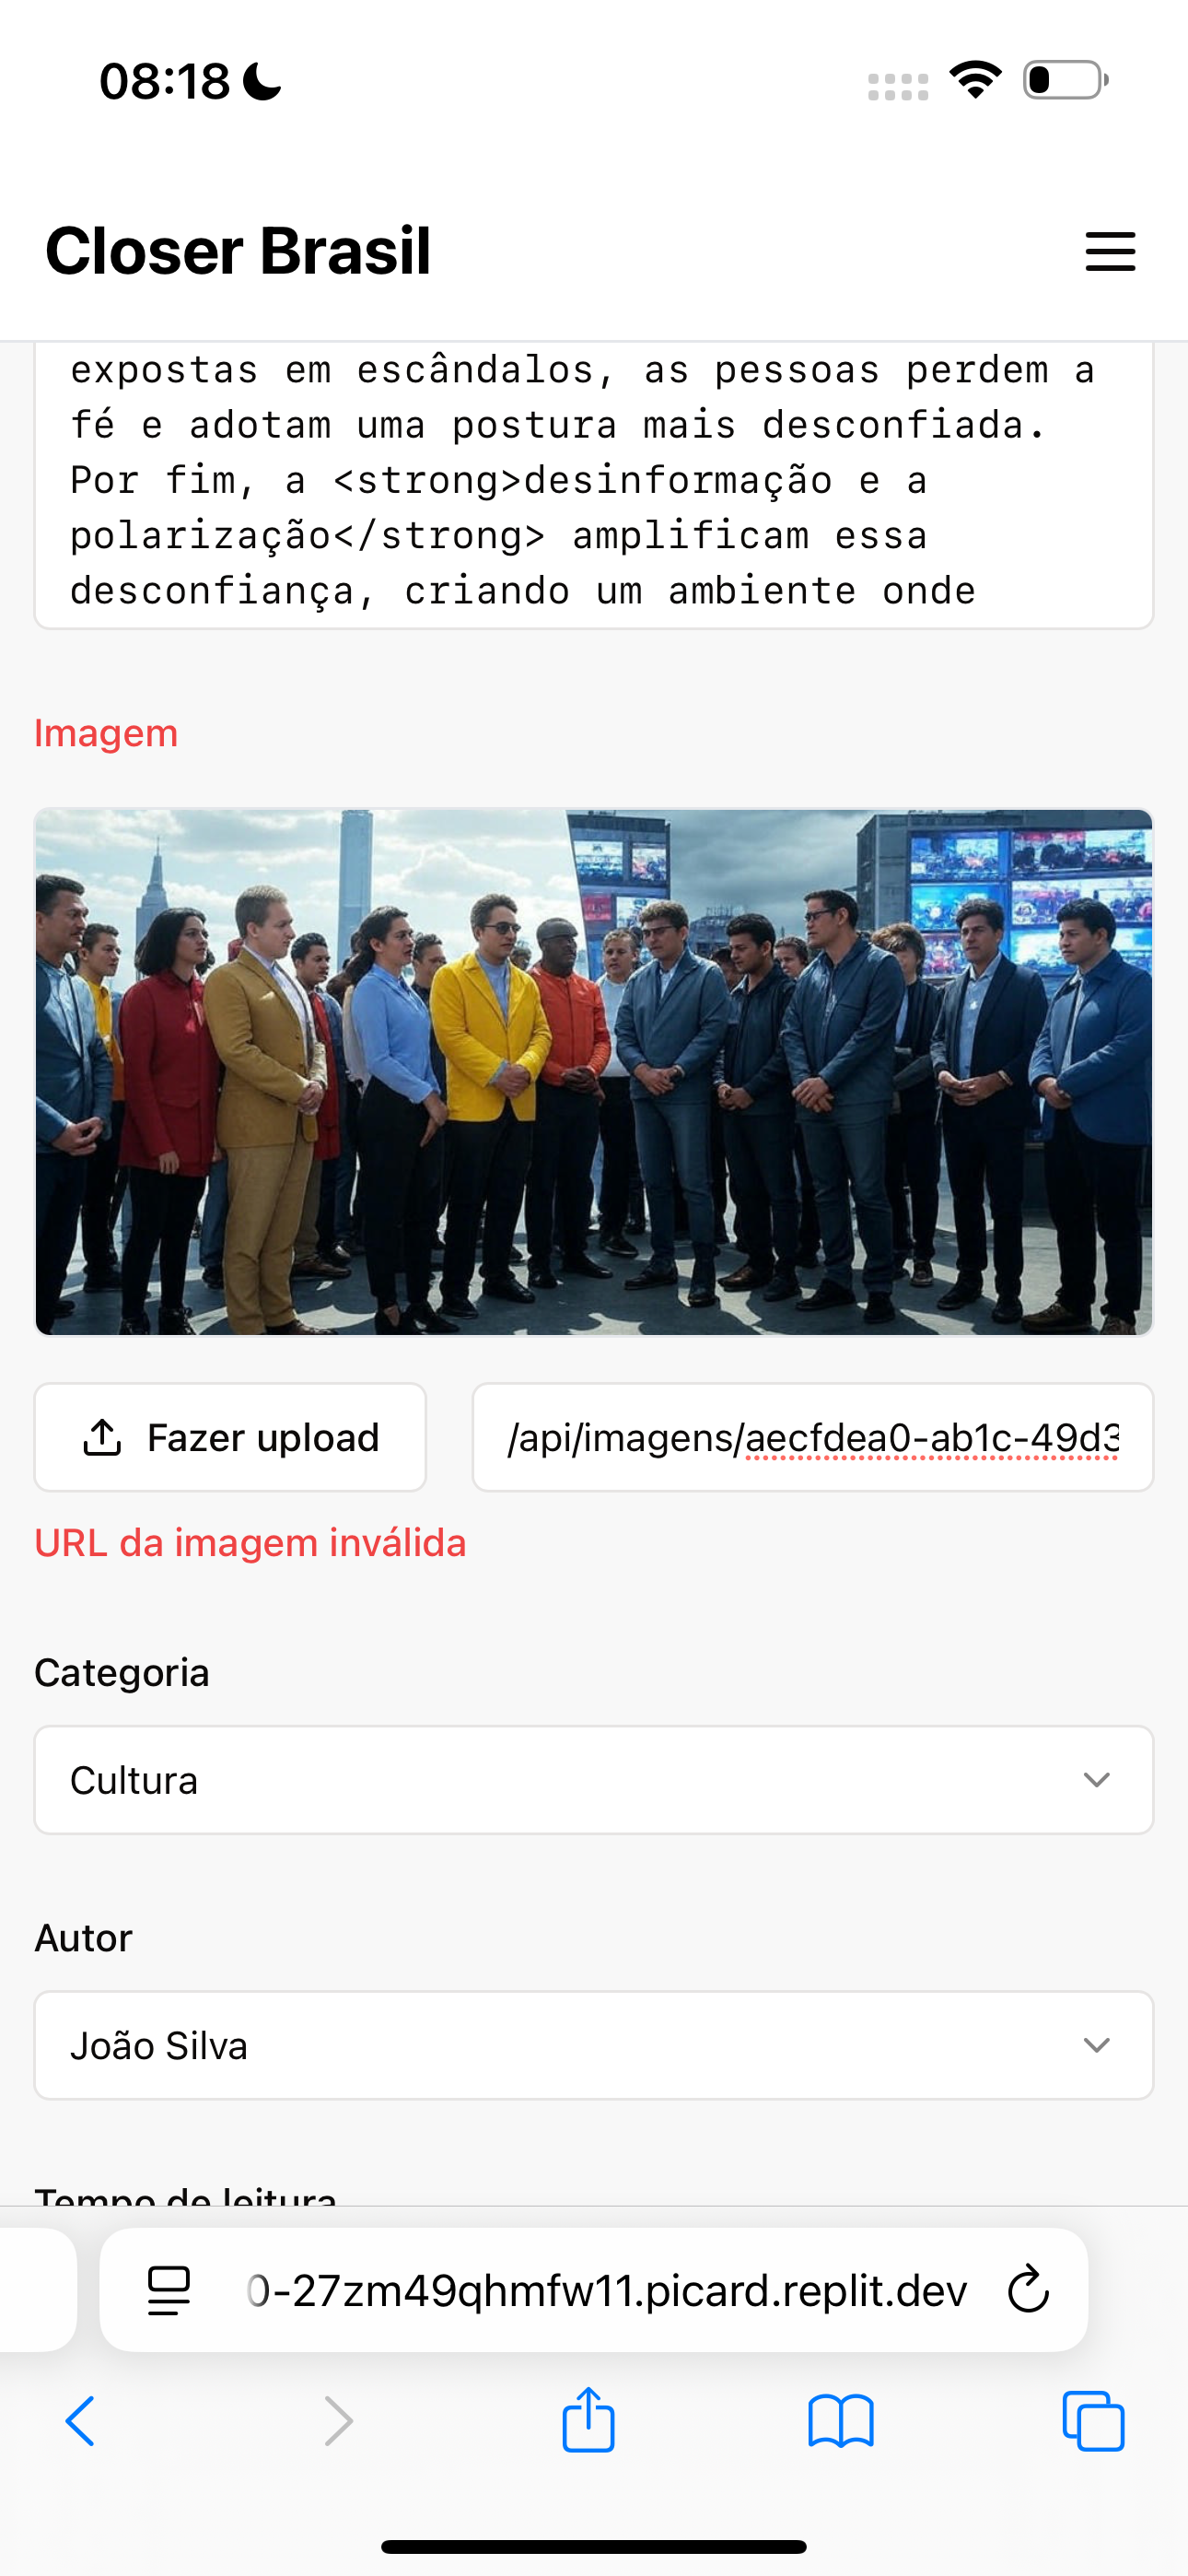 08:18
Closer Brasil
expostas em escândalos, as pessoas perdem a
fé e adotam uma postura mais desconfiada.
Por fim, a <strong>desinformação e a
polarização</strong> amplificam essa
desconfiança, criando um ambiente onde
Imagem
Fazer upload
/api/imagens/aecfdea0-ab1c-49d3
URL da imagem inválida
Categoria
Cultura
Autor
João Silva
Tempo de leitura
0-27zm49qhmfw11.picard.replit.dev